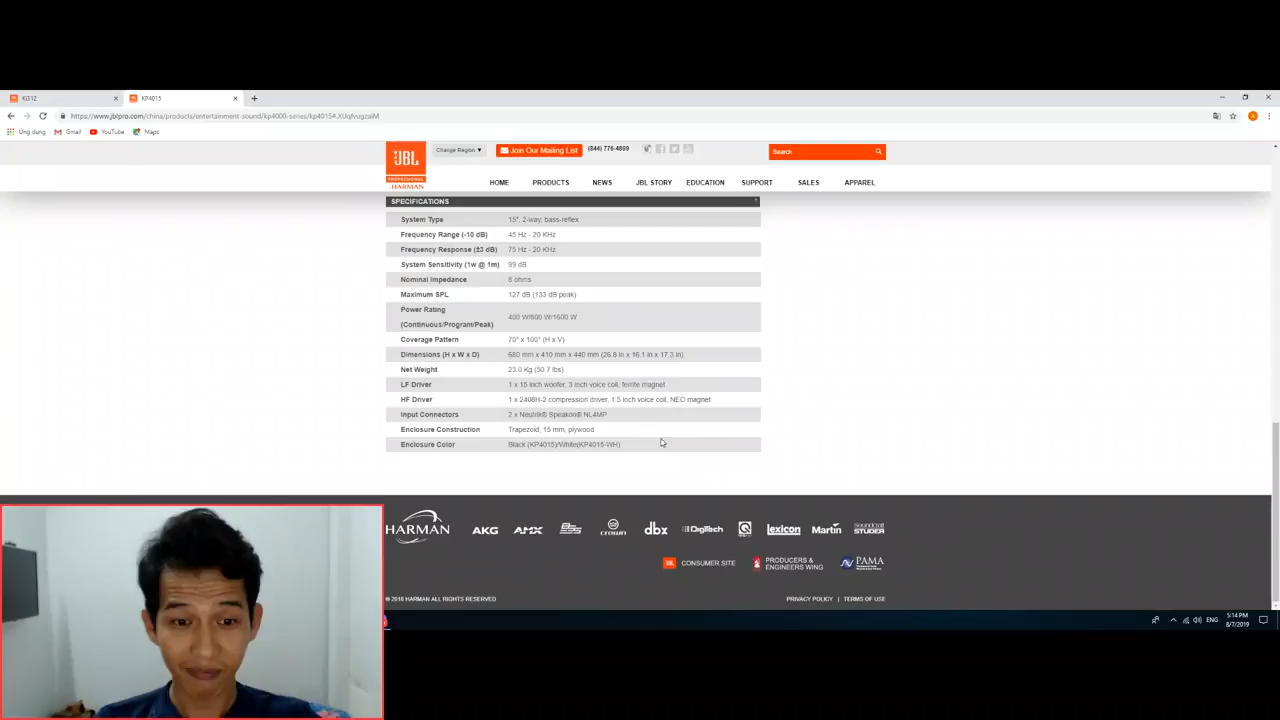 Ki312
KP4015
https://www.jblpro.com/china/products/entertainment-sound/kp4000-series/kp4015#.XUqfvugzaiM
Ứng dụng Gmail YouTube Maps
JBL
PROFESSIONAL
by HARMAN
Change Region ▼
Join Our Mailing List
(844) 776-4899
Search
HOME PRODUCTS NEWS JBL STORY EDUCATION SUPPORT SALES APPAREL
SPECIFICATIONS
System Type 15", 2-way, bass-reflex
Frequency Range (-10 dB) 45 Hz - 20 KHz
Frequency Response (±3 dB) 75 Hz - 20 KHz
System Sensitivity (1w @ 1m) 99 dB
Nominal Impedance 8 ohms
Maximum SPL 127 dB (133 dB peak)
Power Rating
(Continuous/Program/Peak) 400 W/800 W/1600 W
Coverage Pattern 70° x 100° (H x V)
Dimensions (H x W x D) 680 mm x 410 mm x 440 mm (26.8 in x 16.1 in x 17.3 in)
Net Weight 23.0 Kg (50.7 lbs)
LF Driver 1 x 15 inch woofer, 3 inch voice coil, ferrite magnet
HF Driver 1 x 2408H-2 compression driver, 1.5 inch voice coil, NEO magnet
Input Connectors 2 x Neutrik® Speakon® NL4MP
Enclosure Construction Trapezoid, 15 mm, plywood
Enclosure Color Black (KP4015)/White(KP4015-WH)
HARMAN AKG AMX BSS crown dbx DigiTech lexicon Martin Soundcraft
STUDER
JBL CONSUMER SITE PRODUCERS &
ENGINEERS WING PAMA
© 2018 HARMAN ALL RIGHTS RESERVED PRIVACY POLICY | TERMS OF USE
ENG
5:14 PM
8/7/2019